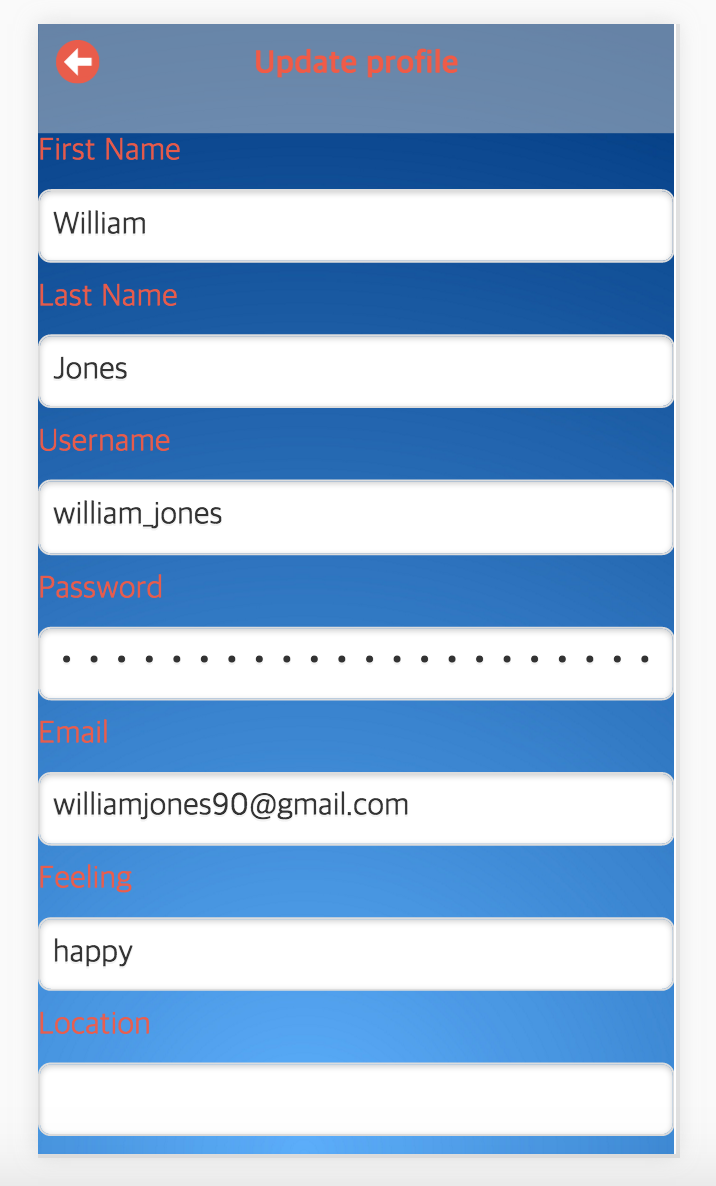 Update profile
First Name
William
Last Name
Jones
Username
william_jones
Password
••••••••••••••••••••••
Email
williamjones90@gmail.com
Feeling
happy
Location